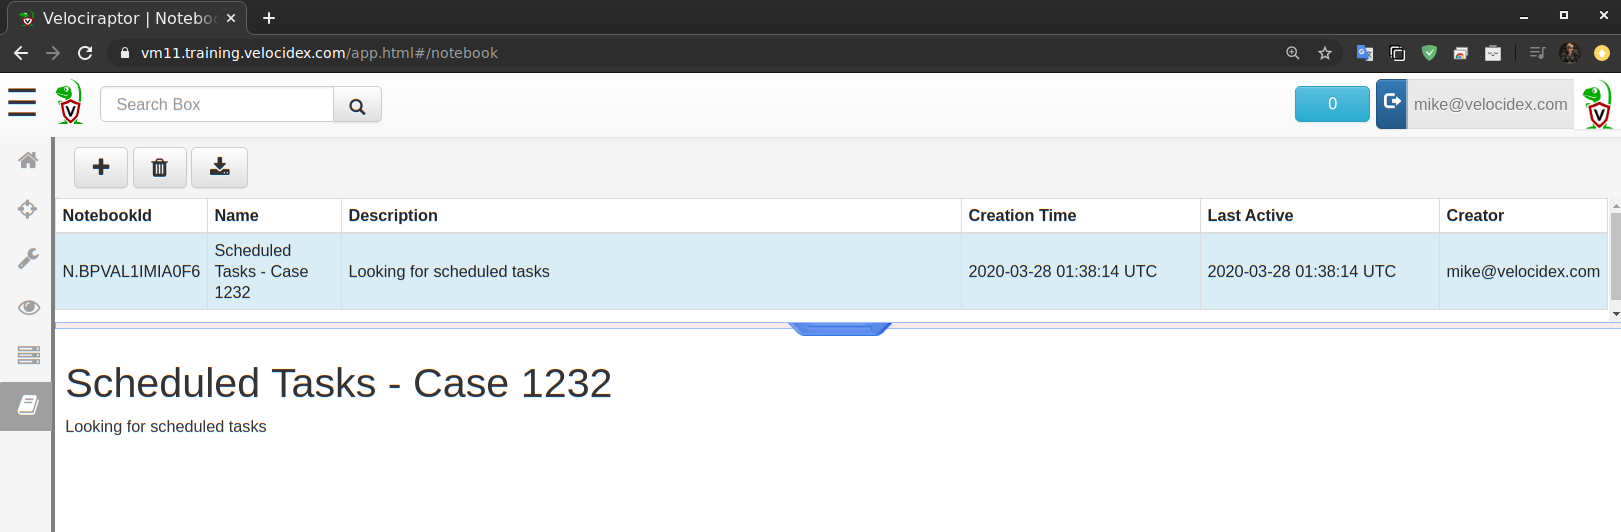 Velociraptor | Notebo
vm11.training.velocidex.com/app.html#/notebook
Search Box
0
mike@velocidex.com
NotebookId Name Description Creation Time Last Active Creator
N.BPVAL1IMIA0F6 Scheduled Tasks - Case 1232 Looking for scheduled tasks 2020-03-28 01:38:14 UTC 2020-03-28 01:38:14 UTC mike@velocidex.com
Scheduled Tasks - Case 1232
Looking for scheduled tasks